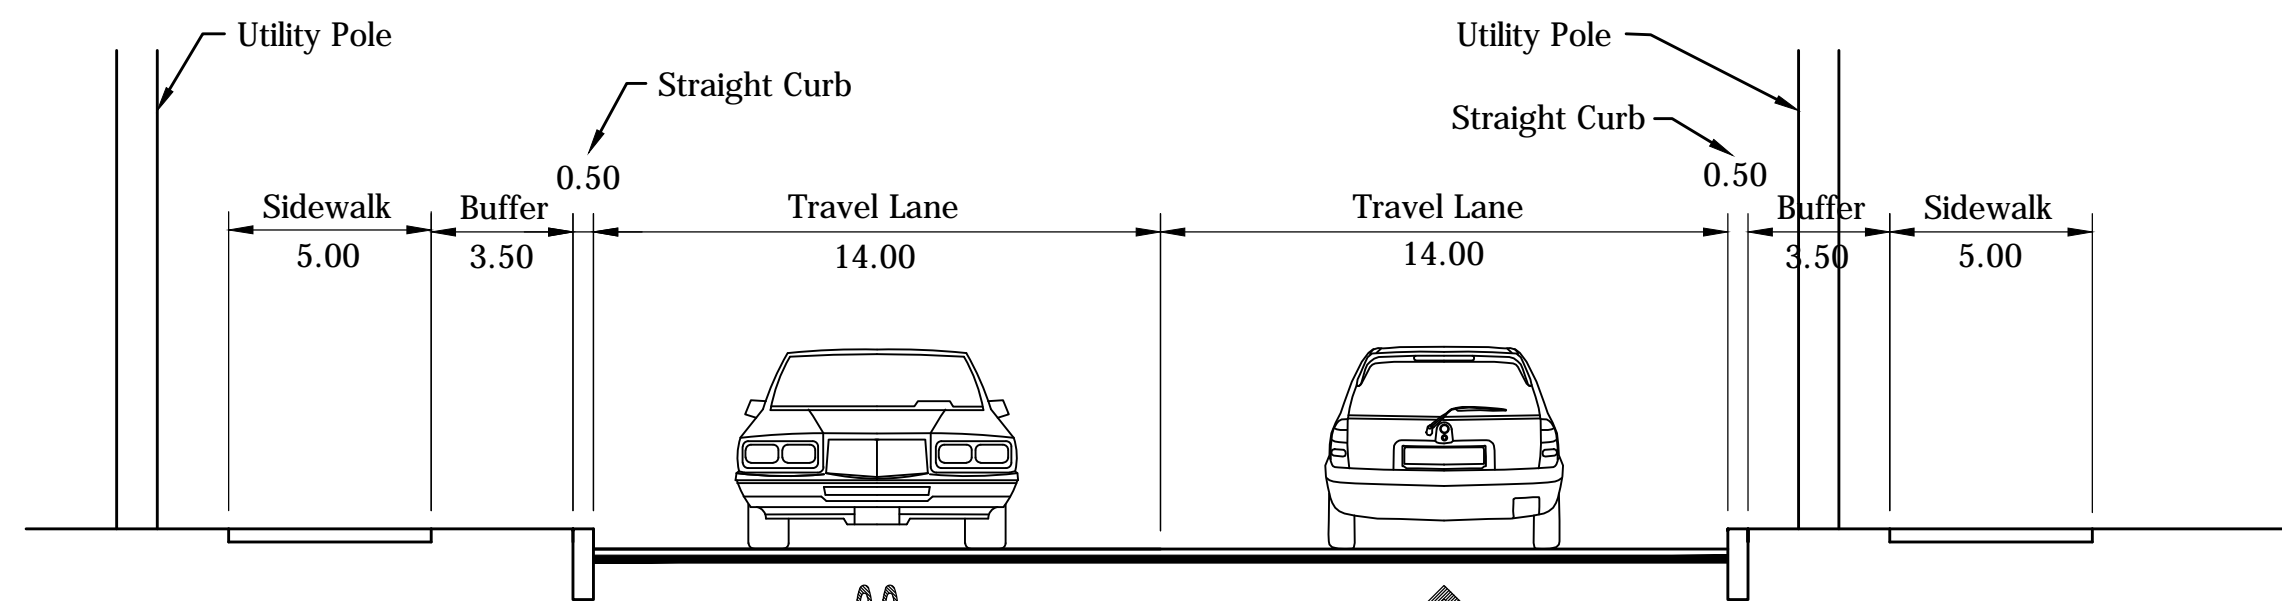 Utility Pole
Utility Pole
Straight Curb
Straight Curb
0.50
0.50
Sidewalk
Buffer
Travel Lane
Travel Lane
Buffer
Sidewalk
5.00
3.50
14.00
14.00
3.50
5.00